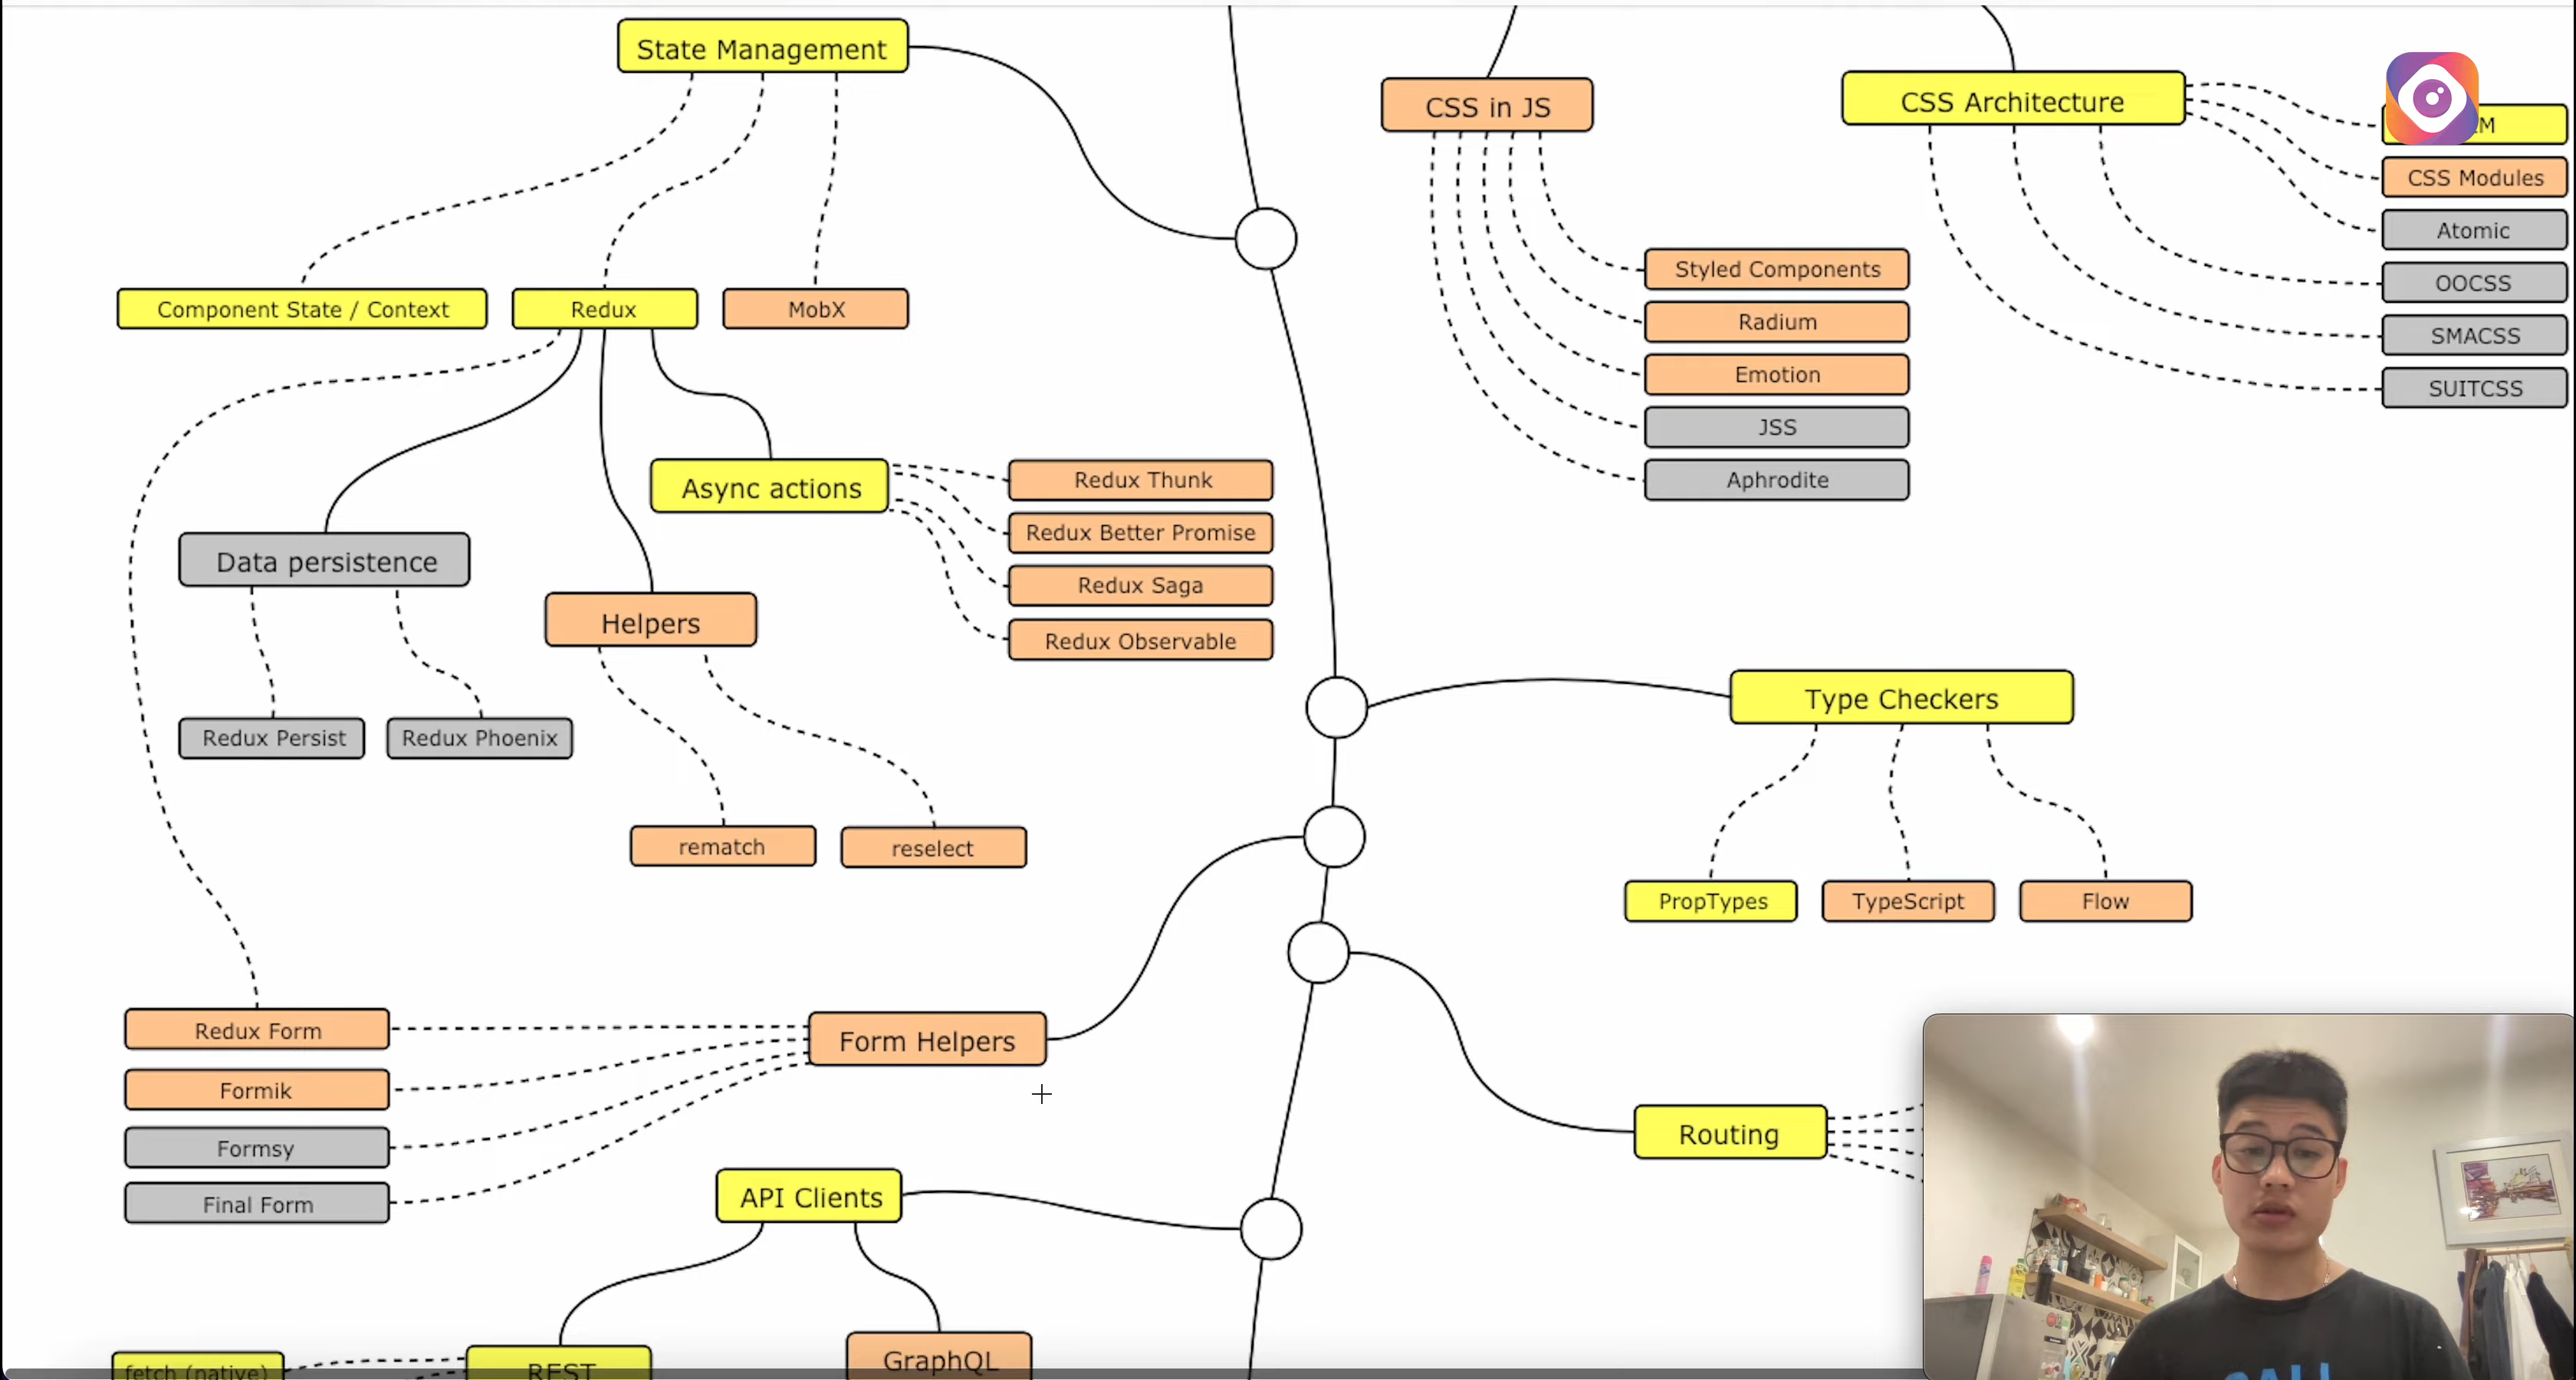 State Management
CSS in JS
CSS Architecture
CSS Modules
Atomic
OOCSS
SMACSS
SUITCSS
Styled Components
Radium
Emotion
JSS
Aphrodite
Component State / Context
Redux
MobX
Async actions
Redux Thunk
Redux Better Promise
Redux Saga
Redux Observable
Data persistence
Helpers
Redux Persist
Redux Phoenix
rematch
reselect
Type Checkers
PropTypes
TypeScript
Flow
Redux Form
Formik
Formsy
Final Form
Form Helpers
Routing
API Clients
fetch (native)
REST
GraphQL